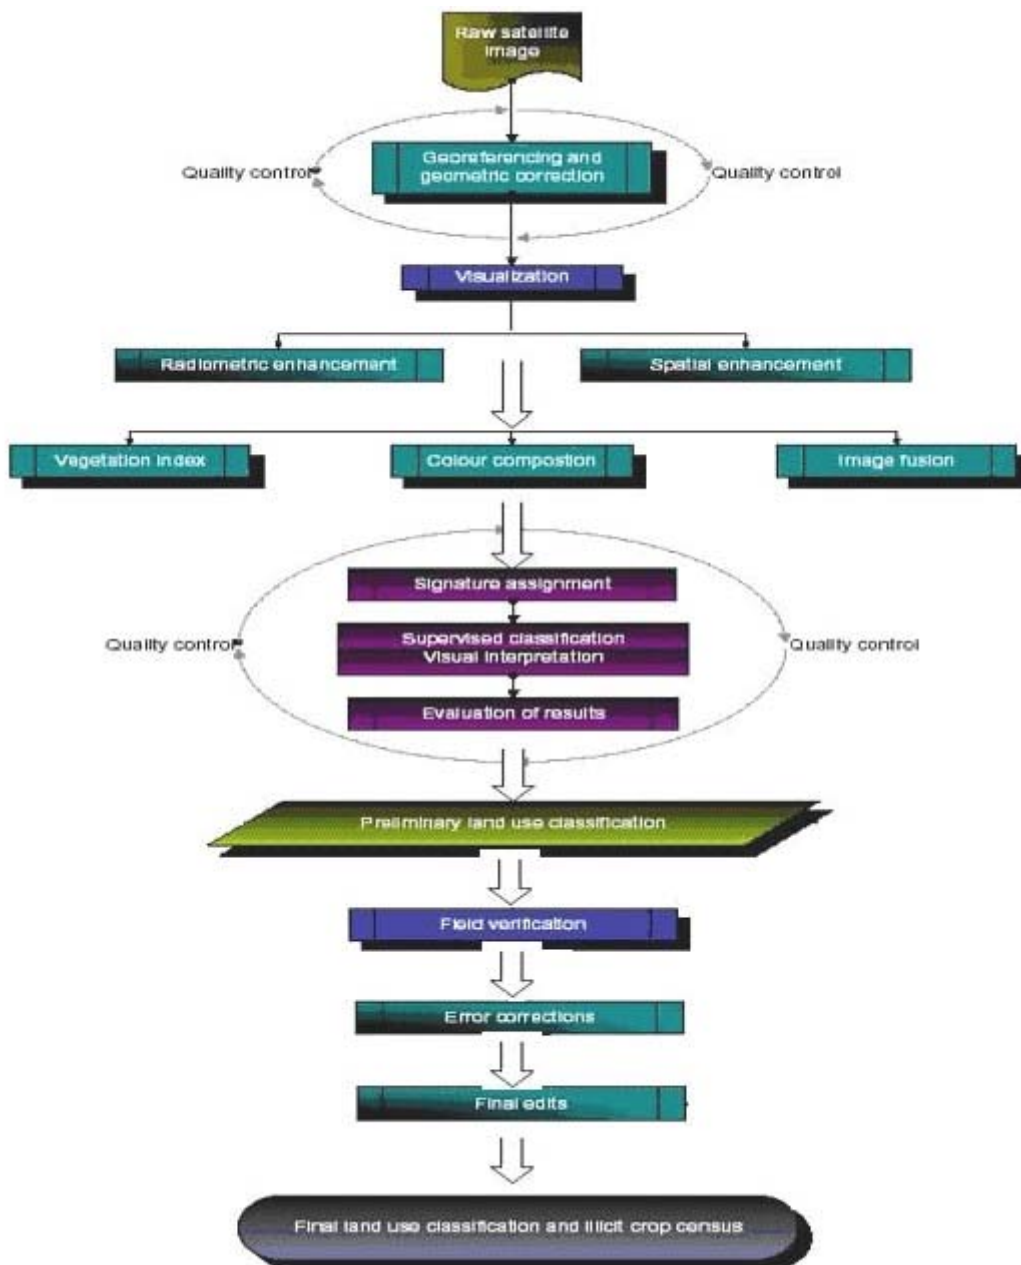 Raw satellite
image
Georeferencing and
geometric correction
Quality control
Quality control
Visualization
Radiometric enhancement
Spatial enhancement
Vegetation index
Colour compostion
Image fusion
Signature assignment
Supervised classification
Visual interpretation
Quality control
Quality control
Evaluation of results
Preliminary land use classification
Field verification
Error corrections
Final edits
Final land use classification and illicit crop census